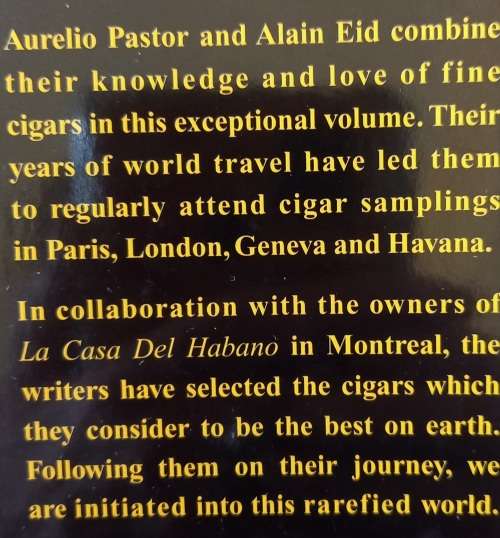 Aurelio Pastor and Alain Eid combine
their knowledge and love of fine
cigars in this exceptional volume. Their
years of world travel have led them
to regularly attend cigar samplings
in Paris, London, Geneva and Havana.
In collaboration with the owners of
La Casa Del Habano in Montreal, the
writers have selected the cigars which
they consider to be the best on earth.
Following them on their journey, we
are initiated into this rarefied world.